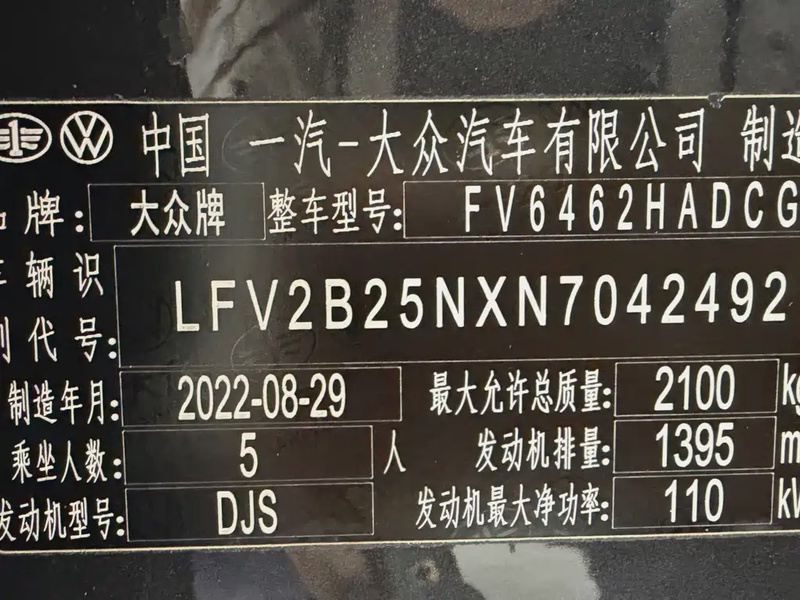 中国 一汽-大众汽车有限公司 制造
品牌: 大众牌 整车型号: FV6462HADCG
车辆识别代号: LFV2B25NXN7042492
制造年月: 2022-08-29 最大允许总质量: 2100 kg
乘坐人数: 5 人 发动机排量: 1395 m
发动机型号: DJS 发动机最大净功率: 110 kW